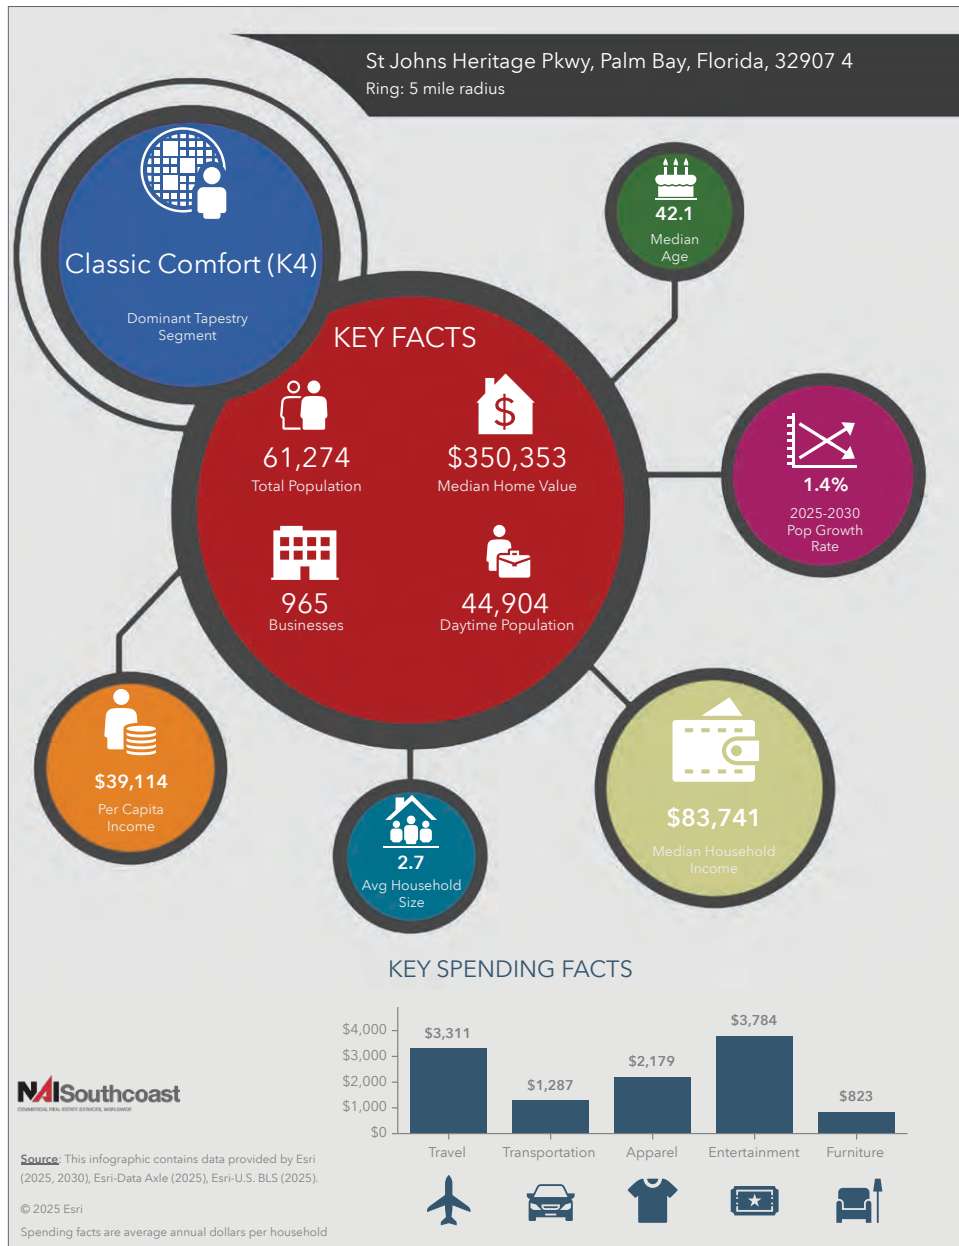 St Johns Heritage Pkwy, Palm Bay, Florida, 32907 4
Ring: 5 mile radius
Classic Comfort (K4)
Dominant Tapestry
Segment
42.1
Median
Age
KEY FACTS
61,274
Total Population
$
$350,353
Median Home Value
965
Businesses
44,904
Daytime Population
1.4%
2025-2030
Pop Growth
Rate
$39,114
Per Capita
Income
2.7
Avg Household
Size
$83,741
Median Household
Income
KEY SPENDING FACTS
$4,000
$3,000
$2,000
$1,000
$0
$3,311
$1,287
$2,179
$3,784
$823
Travel
Transportation
Apparel
Entertainment
Furniture
NAISouthcoast
COMMERCIAL REAL ESTATE SERVICES, WORLDWIDE
Source: This infographic contains data provided by Esri
(2025, 2030), Esri-Data Axle (2025), Esri-U.S. BLS (2025).
© 2025 Esri
Spending facts are average annual dollars per household